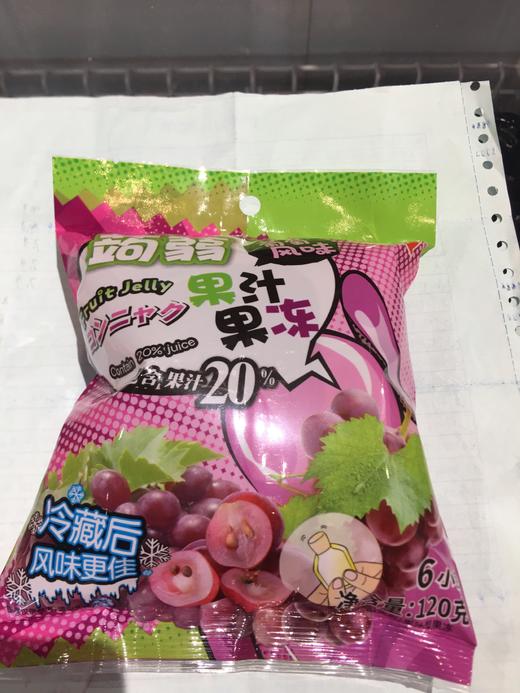 蒟蒻
風味
Fruit Jelly
果汁
コンニャク
果冻
Contain 20% juice
含果汁20%
冷藏后
风味更佳
6小
净含量:120克